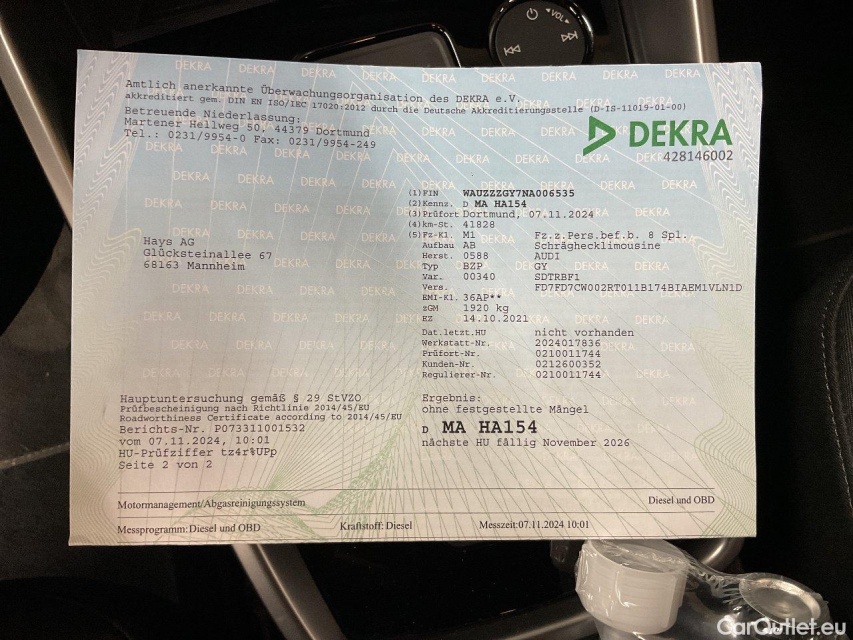 VOL
Amtlich anerkannte Überwachungsorganisation des DEKRA e.V.
akkreditiert gem. DIN EN ISO/IEC 17020:2012 durch die Deutsche Akkreditierungsstelle (D-IS-11019-01-00)
Betreuende Niederlassung:
Martener Hellweg 50, 44379 Dortmund
Tel.: 0231/9954-0 Fax: 0231/9954-249
DEKRA
428146002
Hays AG
Glücksteinallee 67
68163 Mannheim
(1) FIN WAUZZZGY7NA006535
(2) Kennz. D MA HA154
(3) Prüfort Dortmund, 07.11.2024
(4) km-St. 41828
(5) Fz-Kl. M1 Fz.z.Pers.bef.b. 8 Spl.
Aufbau AB Schräghecklimousine
Herst. 0588 AUDI
Typ BZP GY
Var. 00340 SDTRBF1
Vers. FD7FD7CW002RT011B174BIAEM1VLN1D
EMI-Kl. 36AP**
zGM 1920 kg
EZ 14.10.2021
Dat.letzt.HU nicht vorhanden
Werkstatt-Nr. 2024017836
Prüfort-Nr. 0210011744
Kunden-Nr. 0212600352
Regulierer-Nr. 0210011744
Hauptuntersuchung gemäß § 29 StVZO
Prüfbescheinigung nach Richtlinie 2014/45/EU
Roadworthiness Certificate according to 2014/45/EU
Berichts-Nr. P073311001532
vom 07.11.2024, 10:01
HU-Prüfziffer tz4r%UPp
Seite 2 von 2
Ergebnis:
ohne festgestellte Mängel
D MA HA154
nächste HU fällig November 2026
Motormanagement/Abgasreinigungssystem Diesel und OBD
Messprogramm: Diesel und OBD Kraftstoff: Diesel Messzeit:07.11.2024 10:01
CarOutlet.eu